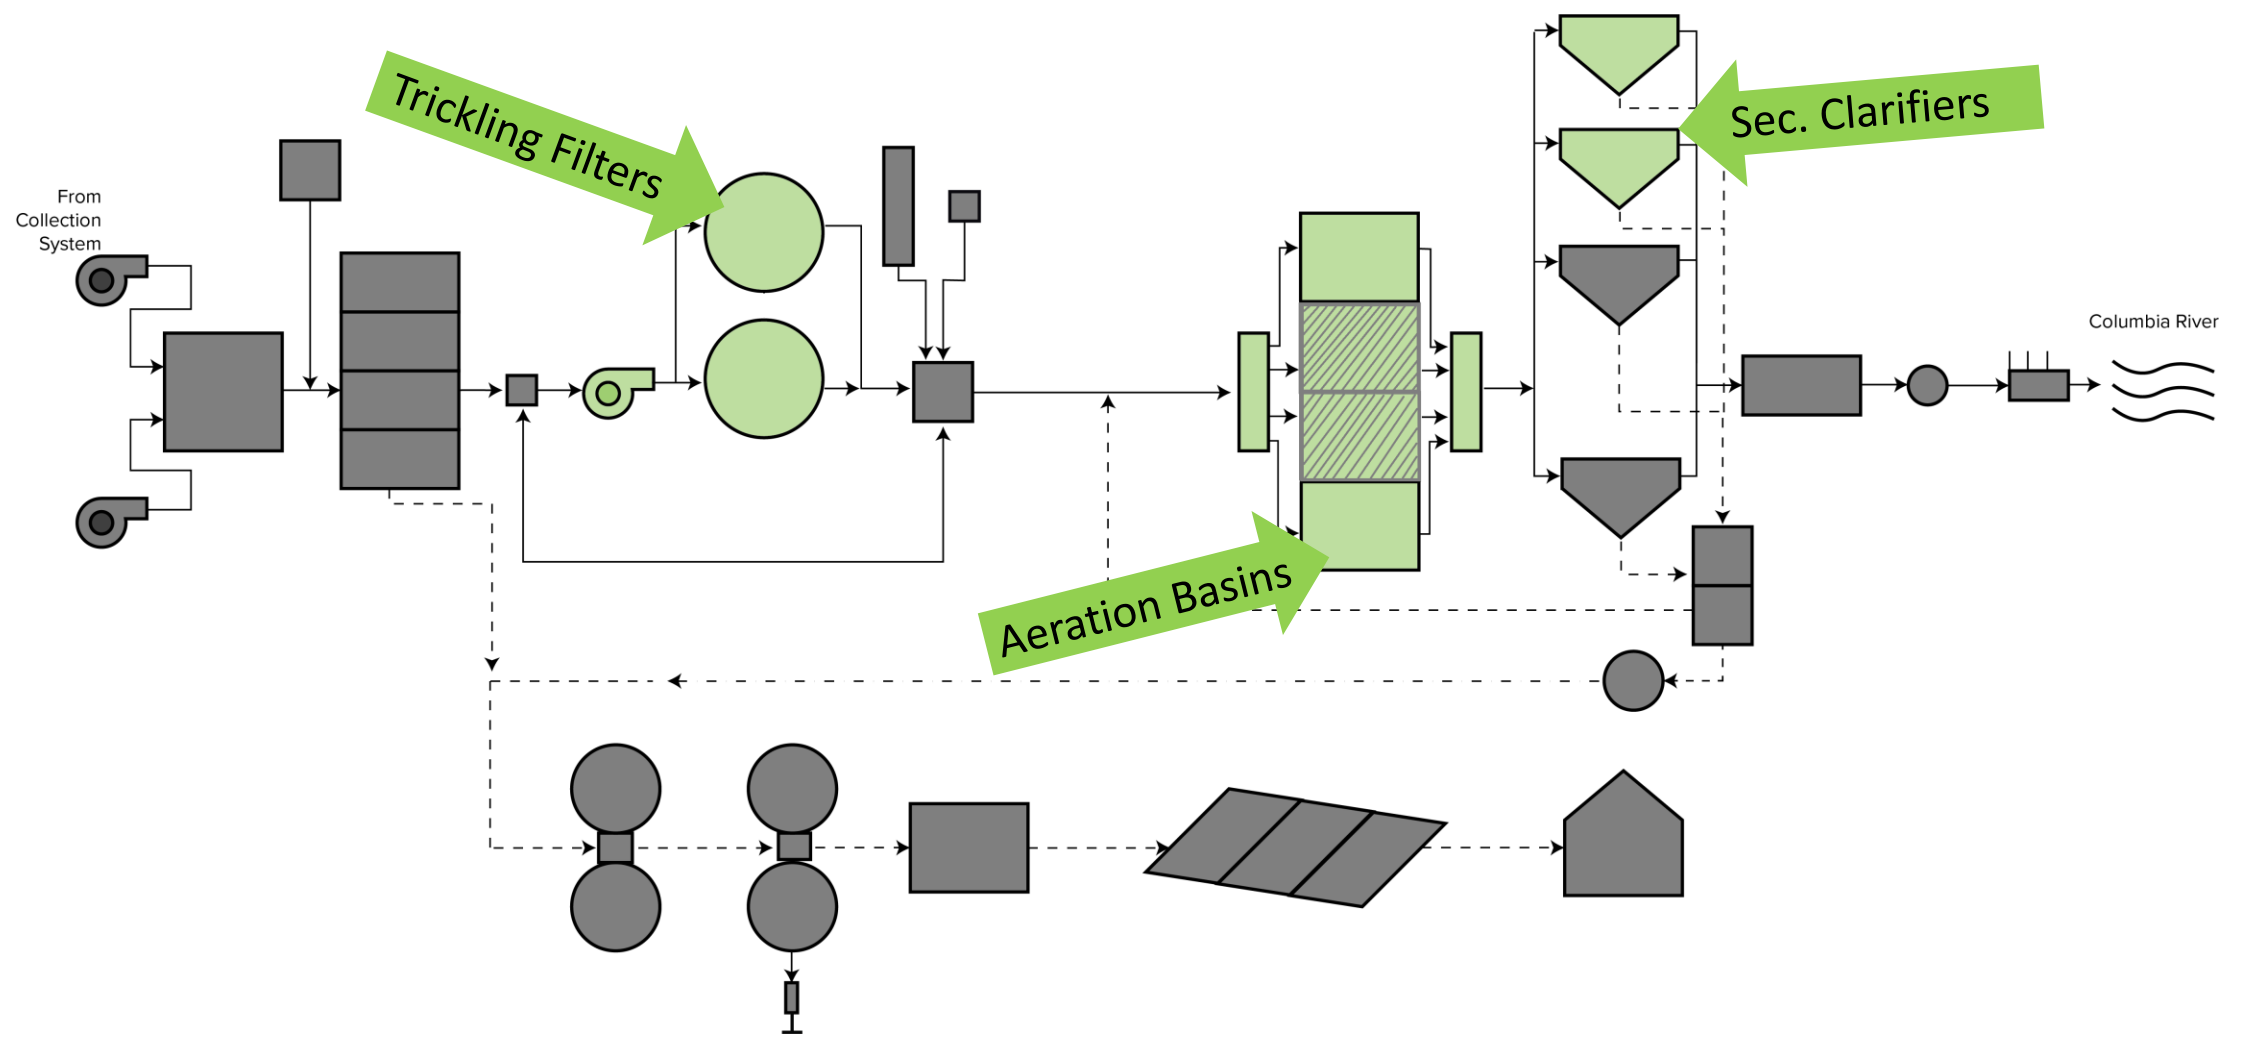 Trickling Filters
Sec. Clarifiers
From
Collection
System
Columbia River
Aeration Basins